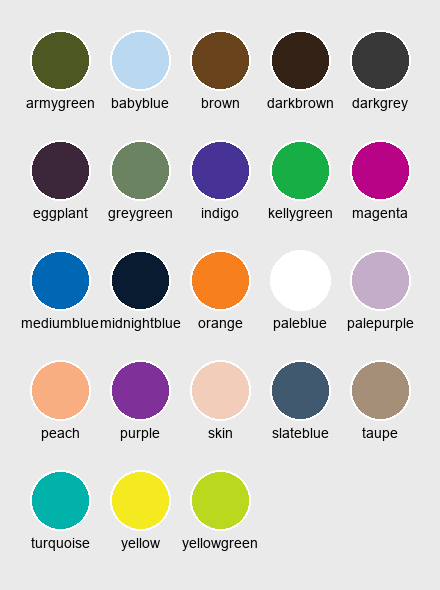 armygreen babyblue brown darkbrown darkgrey
eggplant greygreen indigo kellygreen magenta
mediumblue midnightblue orange paleblue palepurple
peach purple skin slateblue taupe
turquoise yellow yellowgreen